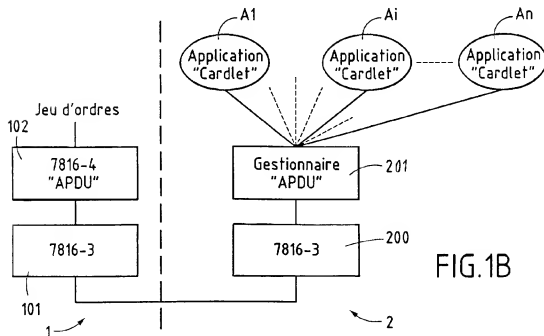 A1
Ai
An
Application
"Cardlet"
Application
"Cardlet"
Application
"Cardlet"
Jeu d'ordres
102
7816-4
"APDU"
Gestionnaire
"APDU"
201
7816-3
7816-3
200
101
1
2
FIG.1B